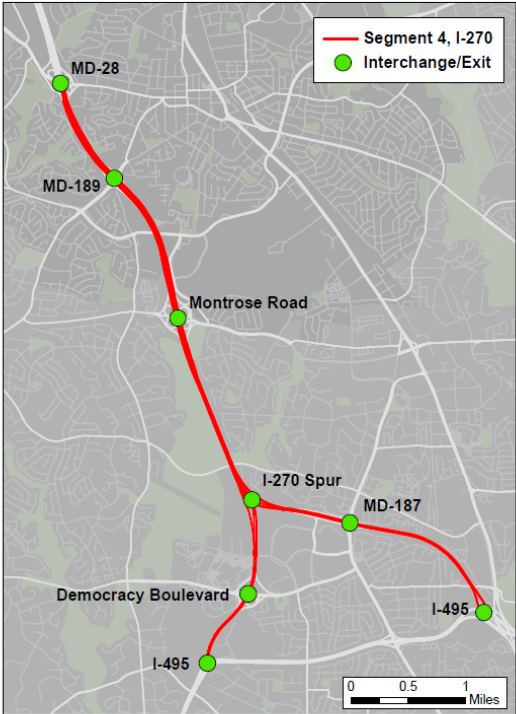 Segment 4, I-270
Interchange/Exit
MD-28
MD-189
Montrose Road
I-270 Spur
MD-187
Democracy Boulevard
I-495
I-495
0 0.5 1
Miles